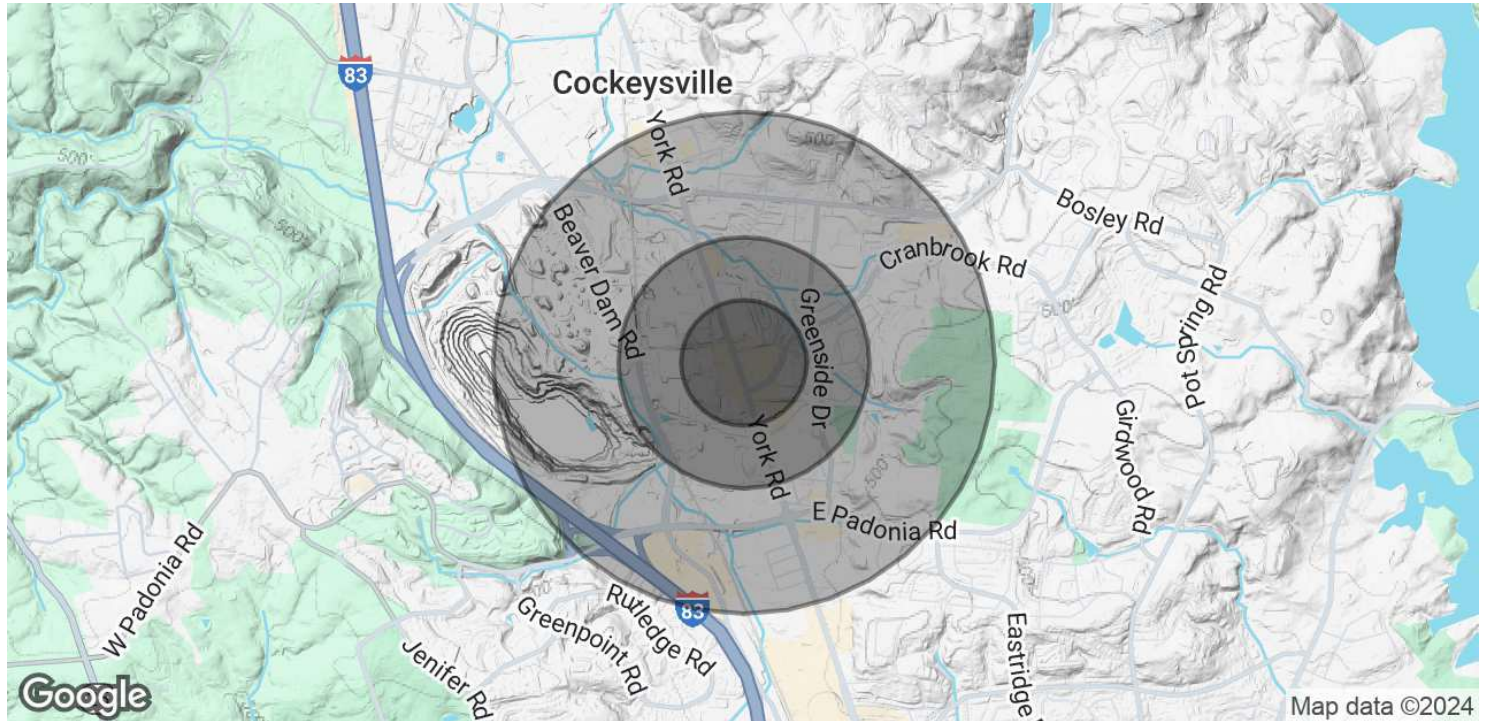 83
Cockeysville
500'
York Rd
500'
Beaver Dam Rd
Bosley Rd
Cranbrook Rd
500'
500'
Greenside Dr
Pot Spring Rd
York Rd
500'
Girdwood Rd
E Padonia Rd
W Padonia Rd
Rutledge Rd
83
Greenpoint Rd
Jenifer Rd
Eastridge
Google
Map data ©2024